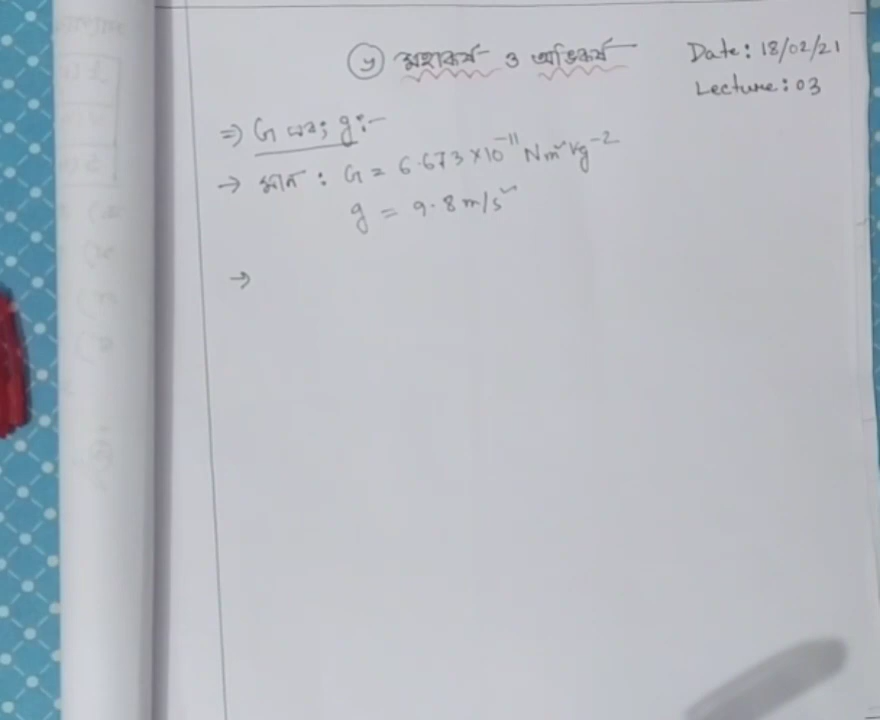 ৬ মহাকর্ষ ও অভিকর্ষ Date: 18/02/21
Lecture: 03
⇒ G এবং g:-
→ মান : G = 6.673 × 10⁻¹¹ Nm² kg⁻²
g = 9.8 m/s²
→